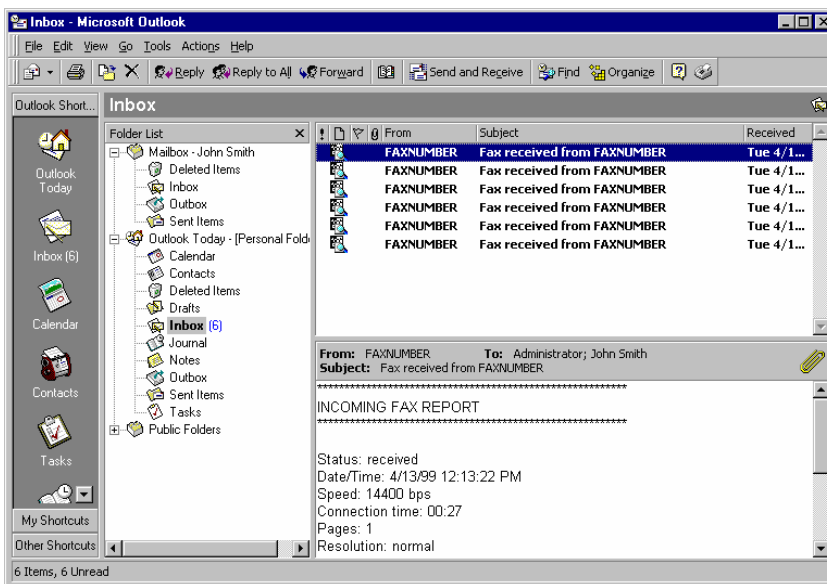 Inbox - Microsoft Outlook
File Edit View Go Tools Actions Help
Reply Reply to All Forward Send and Receive Find Organize
Outlook Short... Inbox
Outlook Today
Inbox (6)
Calendar
Contacts
Tasks
My Shortcuts
Other Shortcuts
Folder List
Mailbox - John Smith
Deleted Items
Inbox
Outbox
Sent Items
Outlook Today - [Personal Fold
Calendar
Contacts
Deleted Items
Drafts
Inbox (6)
Journal
Notes
Outbox
Sent Items
Tasks
Public Folders
! From Subject Received
FAXNUMBER Fax received from FAXNUMBER Tue 4/1...
FAXNUMBER Fax received from FAXNUMBER Tue 4/1...
FAXNUMBER Fax received from FAXNUMBER Tue 4/1...
FAXNUMBER Fax received from FAXNUMBER Tue 4/1...
FAXNUMBER Fax received from FAXNUMBER Tue 4/1...
FAXNUMBER Fax received from FAXNUMBER Tue 4/1...
From: FAXNUMBER To: Administrator; John Smith
Subject: Fax received from FAXNUMBER
**************************************************************
INCOMING FAX REPORT
**************************************************************
Status: received
Date/Time: 4/13/99 12:13:22 PM
Speed: 14400 bps
Connection time: 00:27
Pages: 1
Resolution: normal
6 Items, 6 Unread